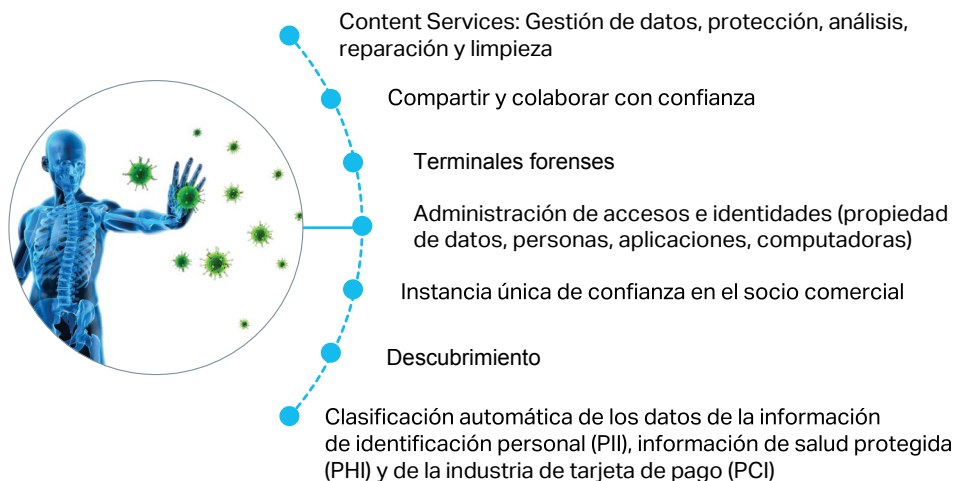 Content Services: Gestión de datos, protección, análisis,
reparación y limpieza
Compartir y colaborar con confianza
Terminales forenses
Administración de accesos e identidades (propiedad
de datos, personas, aplicaciones, computadoras)
Instancia única de confianza en el socio comercial
Descubrimiento
Clasificación automática de los datos de la información
de identificación personal (PII), información de salud protegida
(PHI) y de la industria de tarjeta de pago (PCI)